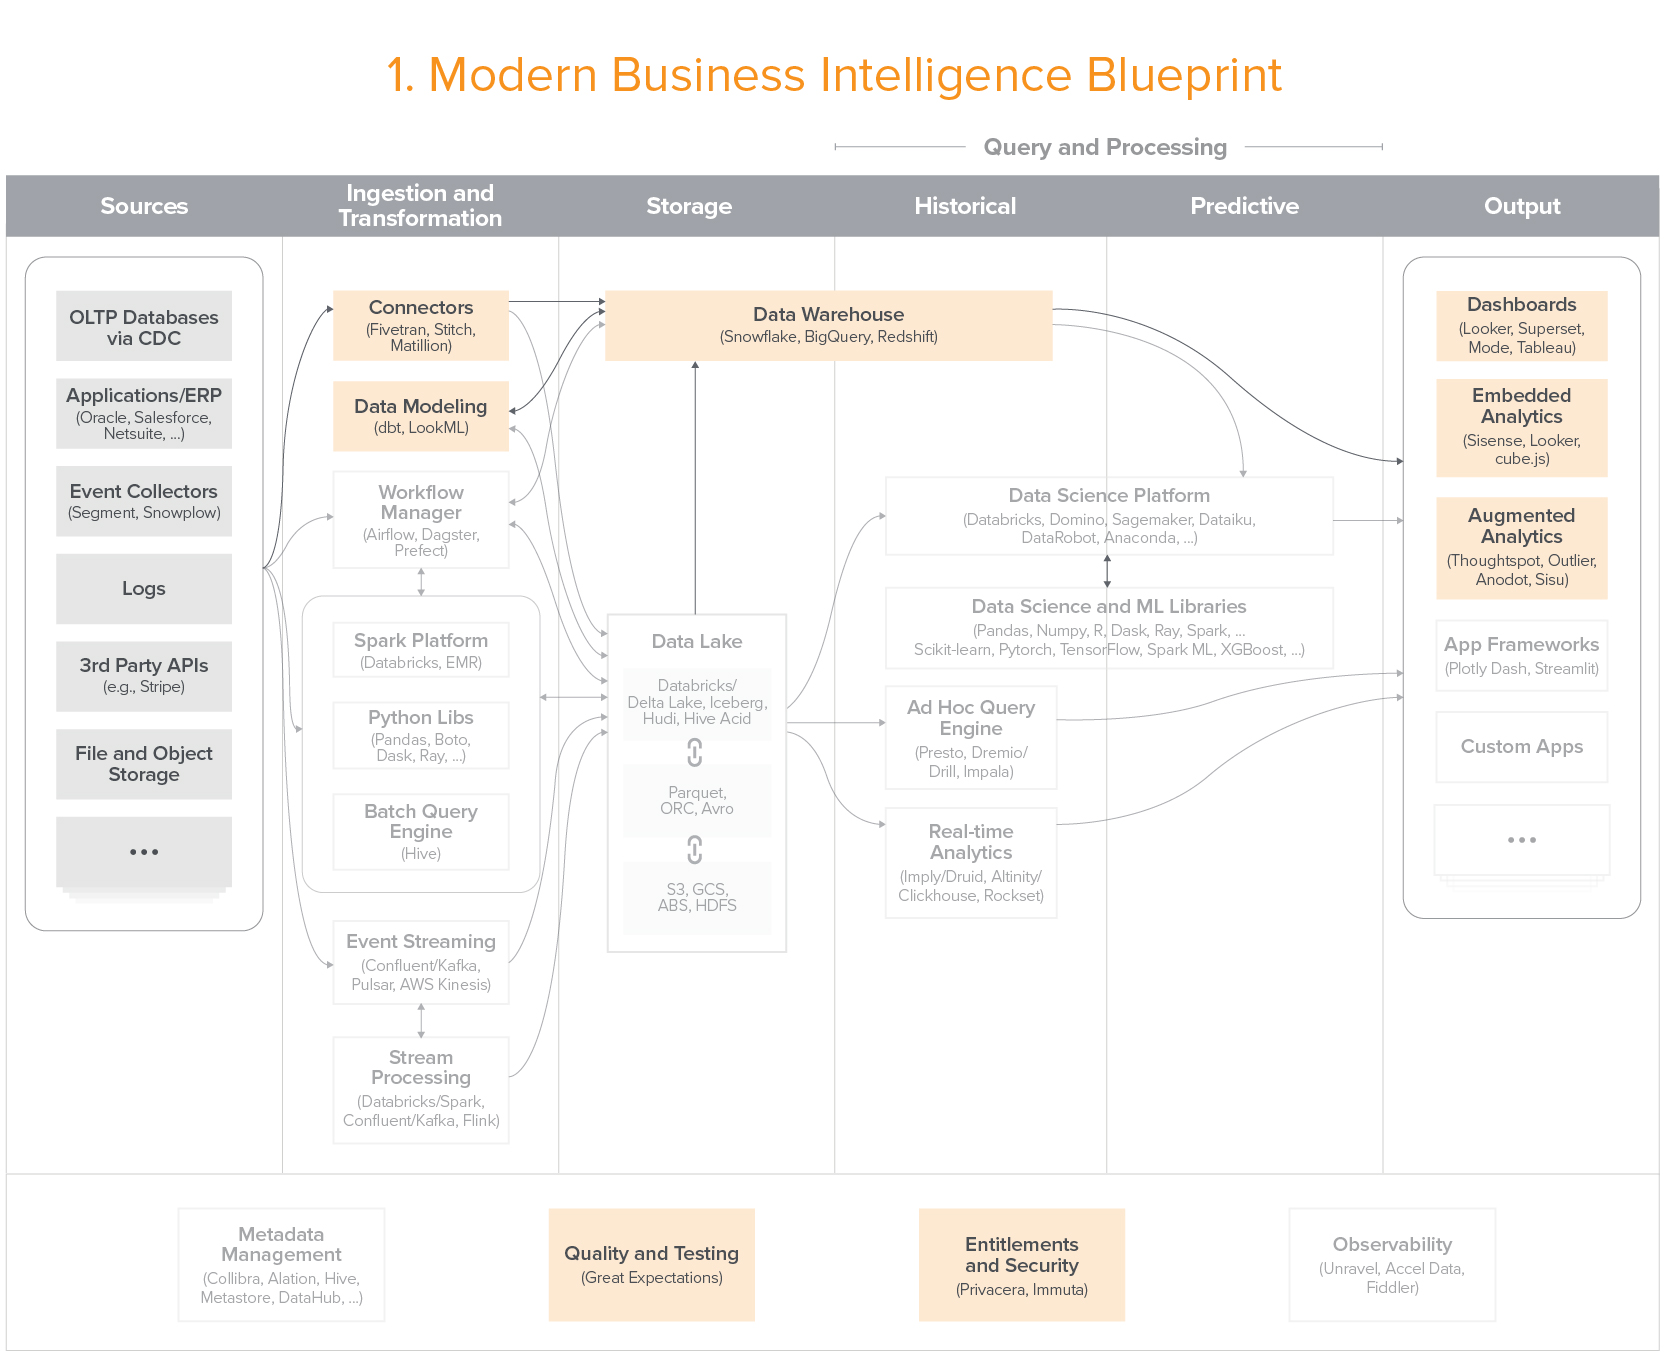 1. Modern Business Intelligence Blueprint
Query and Processing
Sources
Ingestion and
Transformation
Storage
Historical
Predictive
Output
OLTP Databases
via CDC
Applications/ERP
(Oracle, Salesforce,
Netsuite, ...)
Event Collectors
(Segment, Snowplow)
Logs
3rd Party APIs
(e.g., Stripe)
File and Object
Storage
...
Connectors
(Fivetran, Stitch,
Matillion)
Data Modeling
(dbt, LookML)
Workflow
Manager
(Airflow, Dagster,
Prefect)
Spark Platform
(Databricks, EMR)
Python Libs
(Pandas, Boto,
Dask, Ray, ...)
Batch Query
Engine
(Hive)
Event Streaming
(Confluent/Kafka,
Pulsar, AWS Kinesis)
Stream
Processing
(Databricks/Spark,
Confluent/Kafka, Flink)
Data Warehouse
(Snowflake, BigQuery, Redshift)
Data Lake
Databricks/
Delta Lake, Iceberg,
Hudi, Hive Acid
Parquet,
ORC, Avro
S3, GCS,
ABS, HDFS
Data Science Platform
(Databricks, Domino, Sagemaker, Dataiku,
DataRobot, Anaconda, ...)
Data Science and ML Libraries
(Pandas, Numpy, R, Dask, Ray, Spark, ...
Scikit-learn, Pytorch, TensorFlow, Spark ML, XGBoost, ...)
Ad Hoc Query
Engine
(Presto, Dremio/
Drill, Impala)
Real-time
Analytics
(Imply/Druid, Altinity/
Clickhouse, Rockset)
Dashboards
(Looker, Superset,
Mode, Tableau)
Embedded
Analytics
(Sisense, Looker,
cube.js)
Augmented
Analytics
(Thoughtspot, Outlier,
Anodot, Sisu)
App Frameworks
(Plotly Dash, Streamlit)
Custom Apps
...
Metadata
Management
(Collibra, Alation, Hive,
Metastore, DataHub, ...)
Quality and Testing
(Great Expectations)
Entitlements
and Security
(Privacera, Immuta)
Observability
(Unravel, Accel Data,
Fiddler)